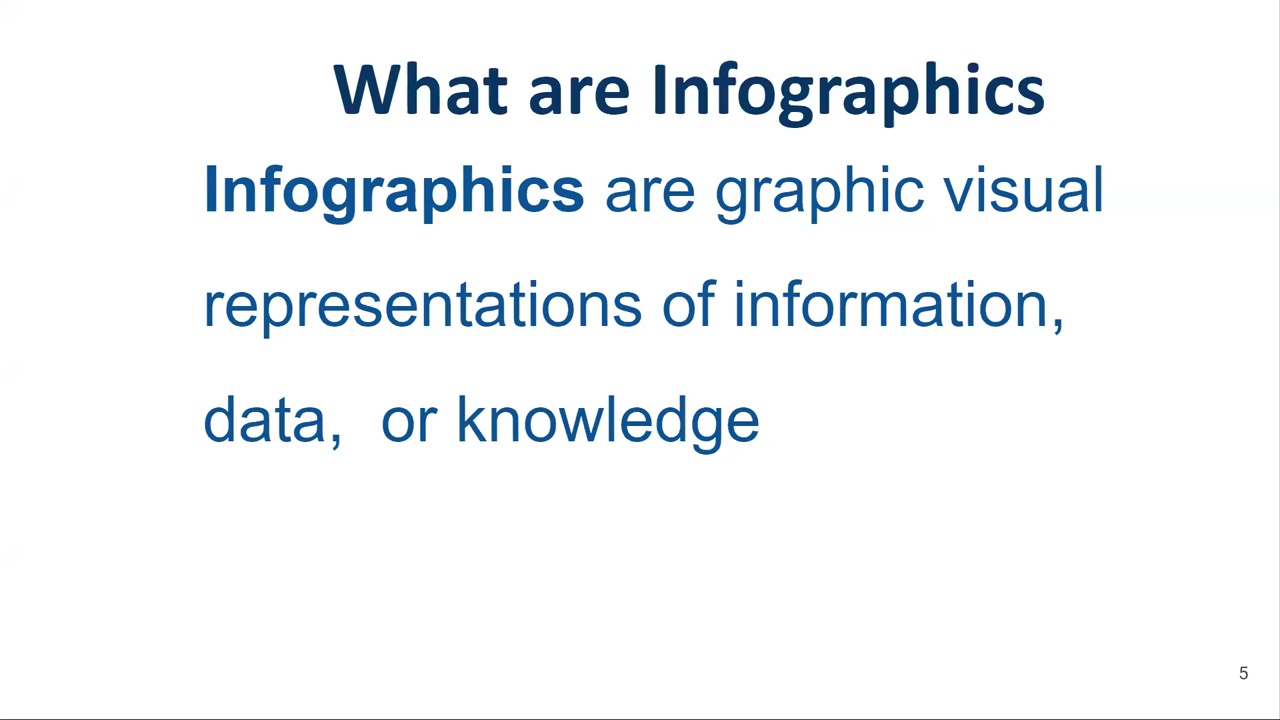 What are Infographics
Infographics are graphic visual
representations of information,
data,  or knowledge
5